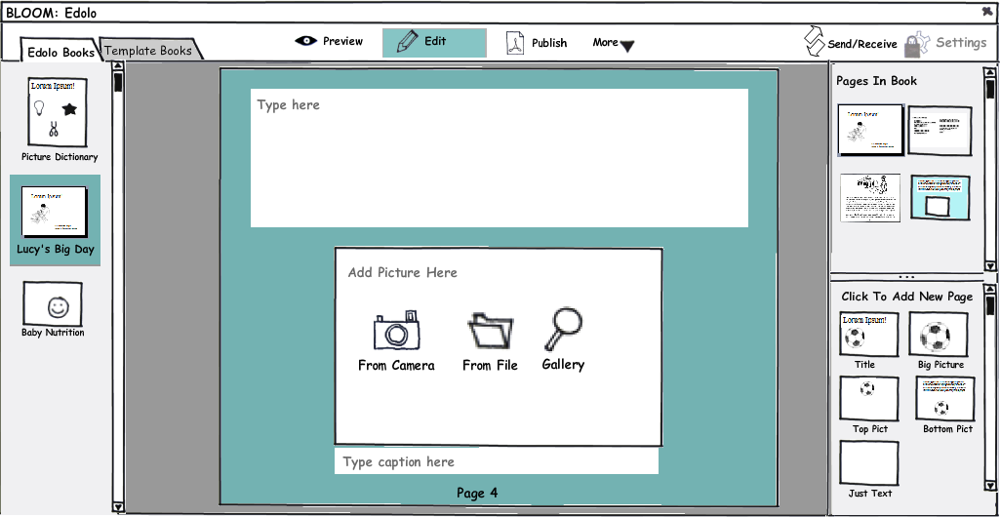 BLOOM: Edolo
Edolo Books
Template Books
Preview
Edit
Publish
More
Send/Receive
Settings
Lorem Ipsum!
Picture Dictionary
Lorem Ipsum
Lucy's Big Day
Baby Nutrition
Type here
Add Picture Here
From Camera
From File
Gallery
Type caption here
Page 4
Pages In Book
Lorem Ipsum
Click To Add New Page
Lorem Ipsum!
Title
Big Picture
Top Pict
Bottom Pict
Just Text